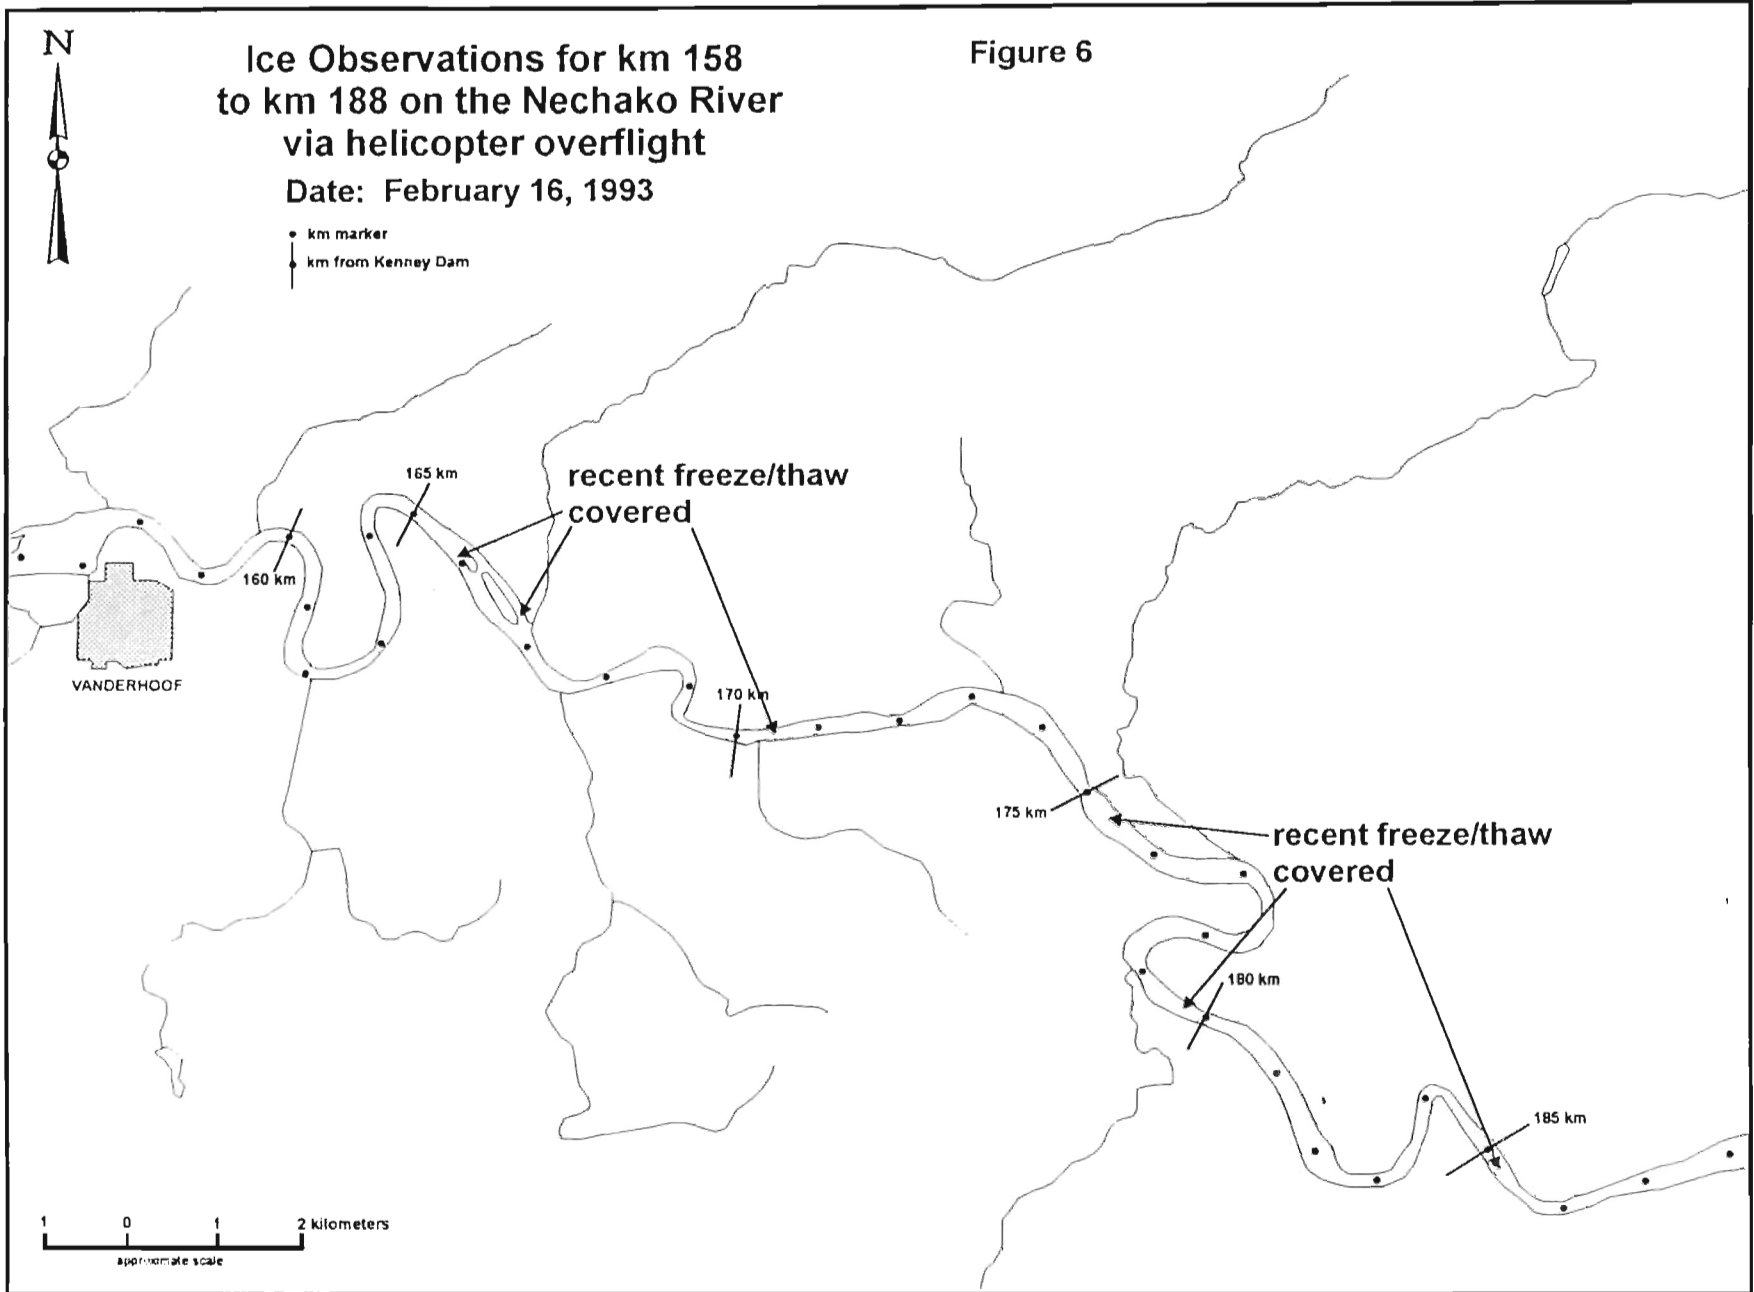 N
Ice Observations for km 158
to km 188 on the Nechako River
via helicopter overflight
Date: February 16, 1993
Figure 6
km marker
km from Kenney Dam
165 km
recent freeze/thaw
covered
160 km
VANDERHOOF
170 km
175 km
recent freeze/thaw
covered
180 km
185 km
1 0 1 2 kilometers
approximate scale